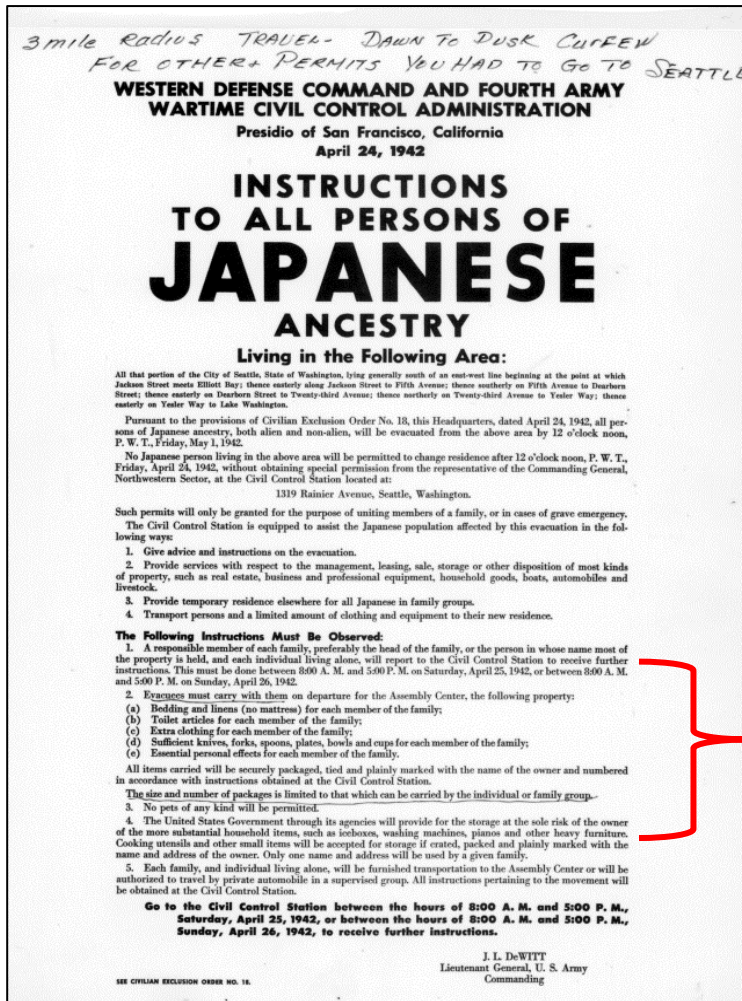 3 mile RADIUS TRAVEL - DAWN TO DUSK CURFEW
FOR OTHER PERMITS YOU HAD TO GO TO SEATTLE
WESTERN DEFENSE COMMAND AND FOURTH ARMY
WARTIME CIVIL CONTROL ADMINISTRATION
Presidio of San Francisco, California
April 24, 1942
INSTRUCTIONS
TO ALL PERSONS OF
JAPANESE
ANCESTRY
Living in the Following Area:
All that portion of the City of Seattle, State of Washington, lying generally south of an east-west line beginning at the point at which
Jackson Street meets Elliott Bay; thence easterly along Jackson Street to Fifth Avenue; thence southerly on Fifth Avenue to Dearborn
Street; thence easterly on Dearborn Street to Twenty-third Avenue; thence northerly on Twenty-third Avenue to Yesler Way; thence
easterly on Yesler Way to Lake Washington.
Pursuant to the provisions of Civilian Exclusion Order No. 18, this Headquarters, dated April 24, 1942, all per-
sons of Japanese ancestry, both alien and non-alien, will be evacuated from the above area by 12 o'clock noon,
P. W. T., Friday, May 1, 1942.
No Japanese person living in the above area will be permitted to change residence after 12 o'clock noon, P. W. T.,
Friday, April 24, 1942, without obtaining special permission from the representative of the Commanding General,
Northwestern Sector, at the Civil Control Station located at:
1319 Rainier Avenue, Seattle, Washington.
Such permits will only be granted for the purpose of uniting members of a family, or in cases of grave emergency.
The Civil Control Station is equipped to assist the Japanese population affected by this evacuation in the fol-
lowing ways:
1. Give advice and instructions on the evacuation.
2. Provide services with respect to the management, leasing, sale, storage or other disposition of most kinds
of property, such as real estate, business and professional equipment, household goods, boats, automobiles and
livestock.
3. Provide temporary residence elsewhere for all Japanese in family groups.
4. Transport persons and a limited amount of clothing and equipment to their new residence.
The Following Instructions Must Be Observed:
1. A responsible member of each family, preferably the head of the family, or the person in whose name most of
the property is held, and each individual living alone, will report to the Civil Control Station to receive further
instructions. This must be done between 8:00 A. M. and 5:00 P. M. on Saturday, April 25, 1942, or between 8:00 A. M.
and 5:00 P. M. on Sunday, April 26, 1942.
2. Evacuees must carry with them on departure for the Assembly Center, the following property:
(a) Bedding and linens (no mattress) for each member of the family;
(b) Toilet articles for each member of the family;
(c) Extra clothing for each member of the family;
(d) Sufficient knives, forks, spoons, plates, bowls and cups for each member of the family;
(e) Essential personal effects for each member of the family.
All items carried will be securely packaged, tied and plainly marked with the name of the owner and numbered
in accordance with instructions obtained at the Civil Control Station.
The size and number of packages is limited to that which can be carried by the individual or family group.
3. No pets of any kind will be permitted.
4. The United States Government through its agencies will provide for the storage at the sole risk of the owner
of the more substantial household items, such as iceboxes, washing machines, pianos and other heavy furniture.
Cooking utensils and other small items will be accepted for storage if crated, packed and plainly marked with the
name and address of the owner. Only one name and address will be used by a given family.
5. Each family, and individual living alone, will be furnished transportation to the Assembly Center or will be
authorized to travel by private automobile in a supervised group. All instructions pertaining to the movement will
be obtained at the Civil Control Station.
Go to the Civil Control Station between the hours of 8:00 A. M. and 5:00 P. M.,
Saturday, April 25, 1942, or between the hours of 8:00 A. M. and 5:00 P. M.,
Sunday, April 26, 1942, to receive further instructions.
J. L. DeWITT
Lieutenant General, U. S. Army
Commanding
SEE CIVILIAN EXCLUSION ORDER NO. 18.